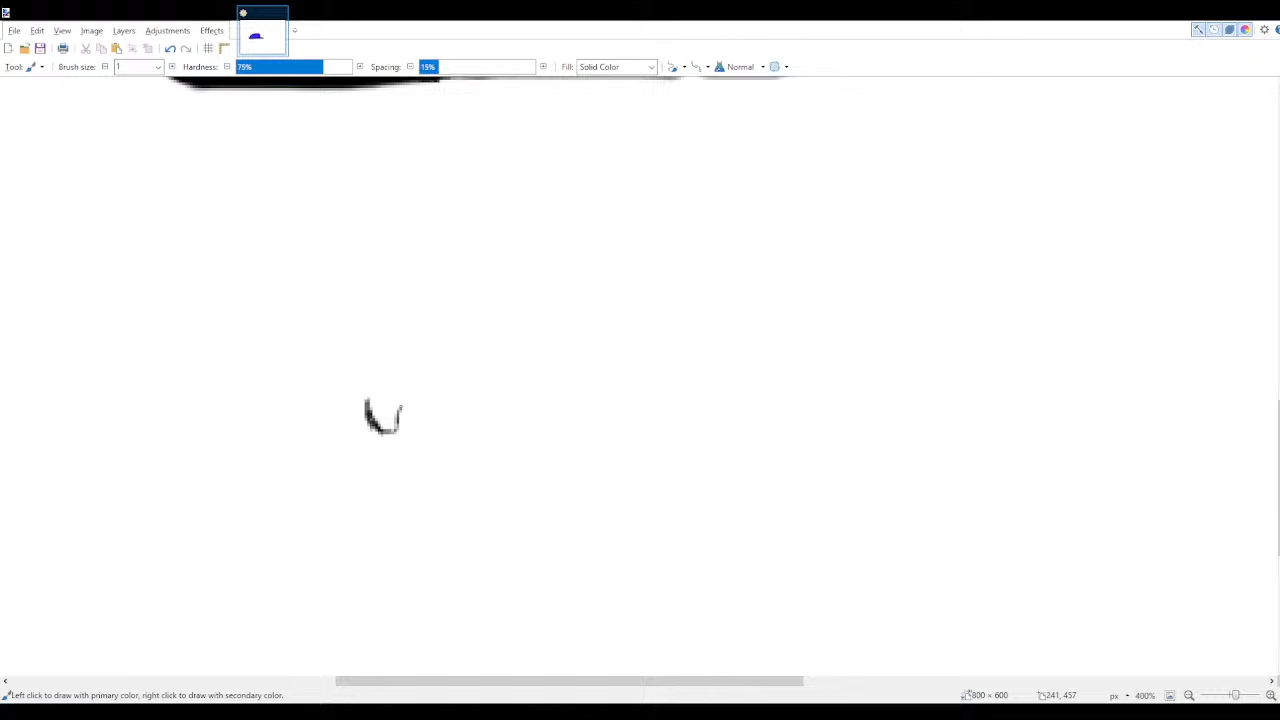 File Edit View Image Layers Adjustments Effects
Tool: Brush size: 1 Hardness: 75% Spacing: 15% Fill: Solid Color Normal
Left click to draw with primary color, right click to draw with secondary color. 800 × 600 241, 457 px 400%